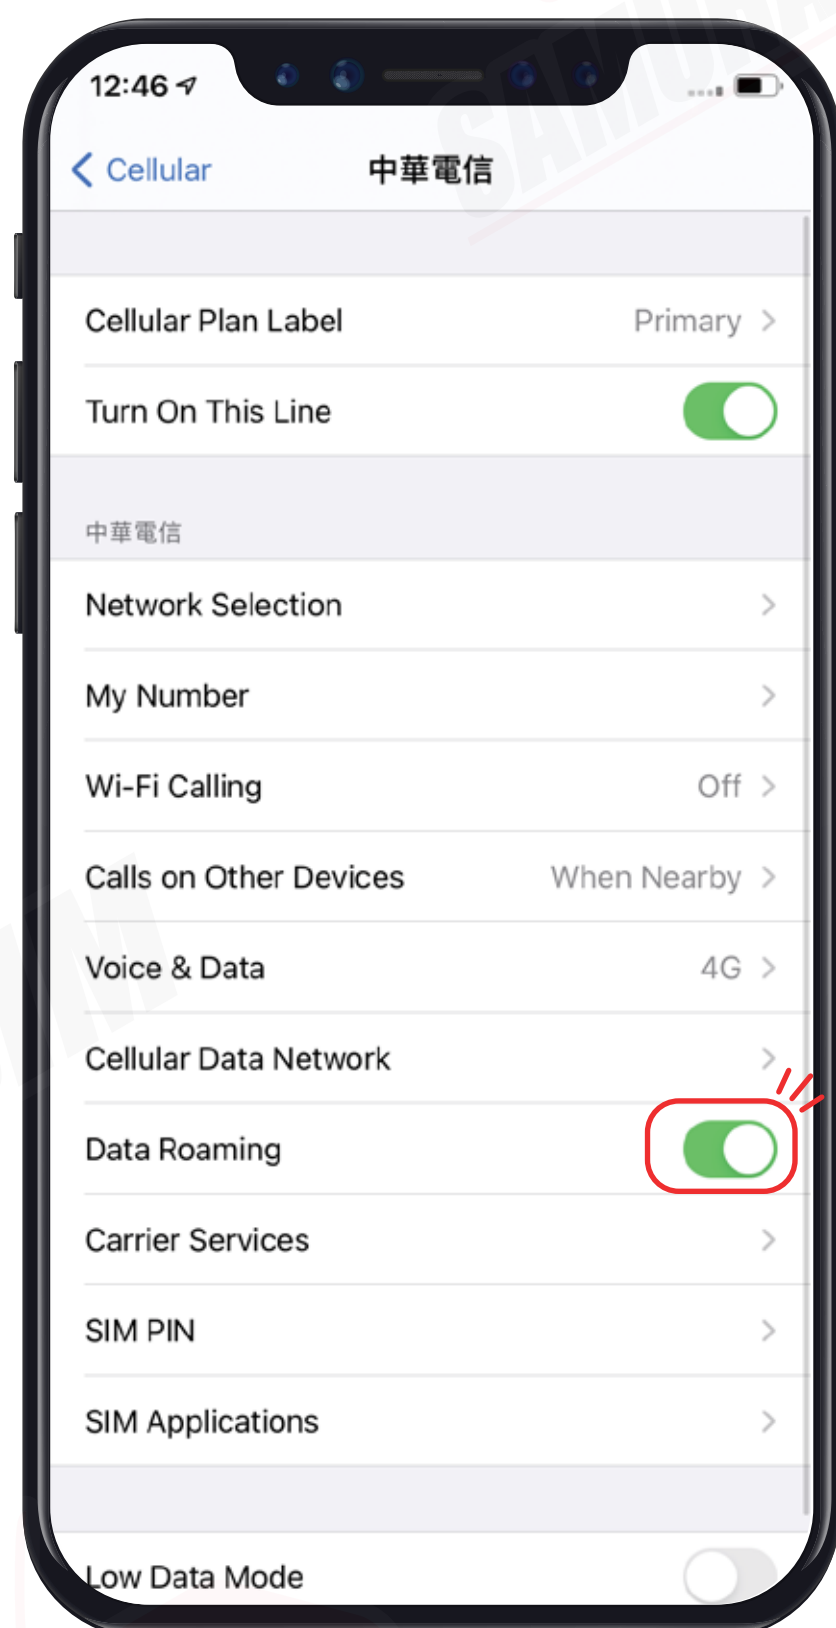 12:46
Cellular
中華電信
Cellular Plan Label Primary
Turn On This Line
中華電信
Network Selection
My Number
Wi-Fi Calling Off
Calls on Other Devices When Nearby
Voice & Data 4G
Cellular Data Network
Data Roaming
Carrier Services
SIM PIN
SIM Applications
Low Data Mode